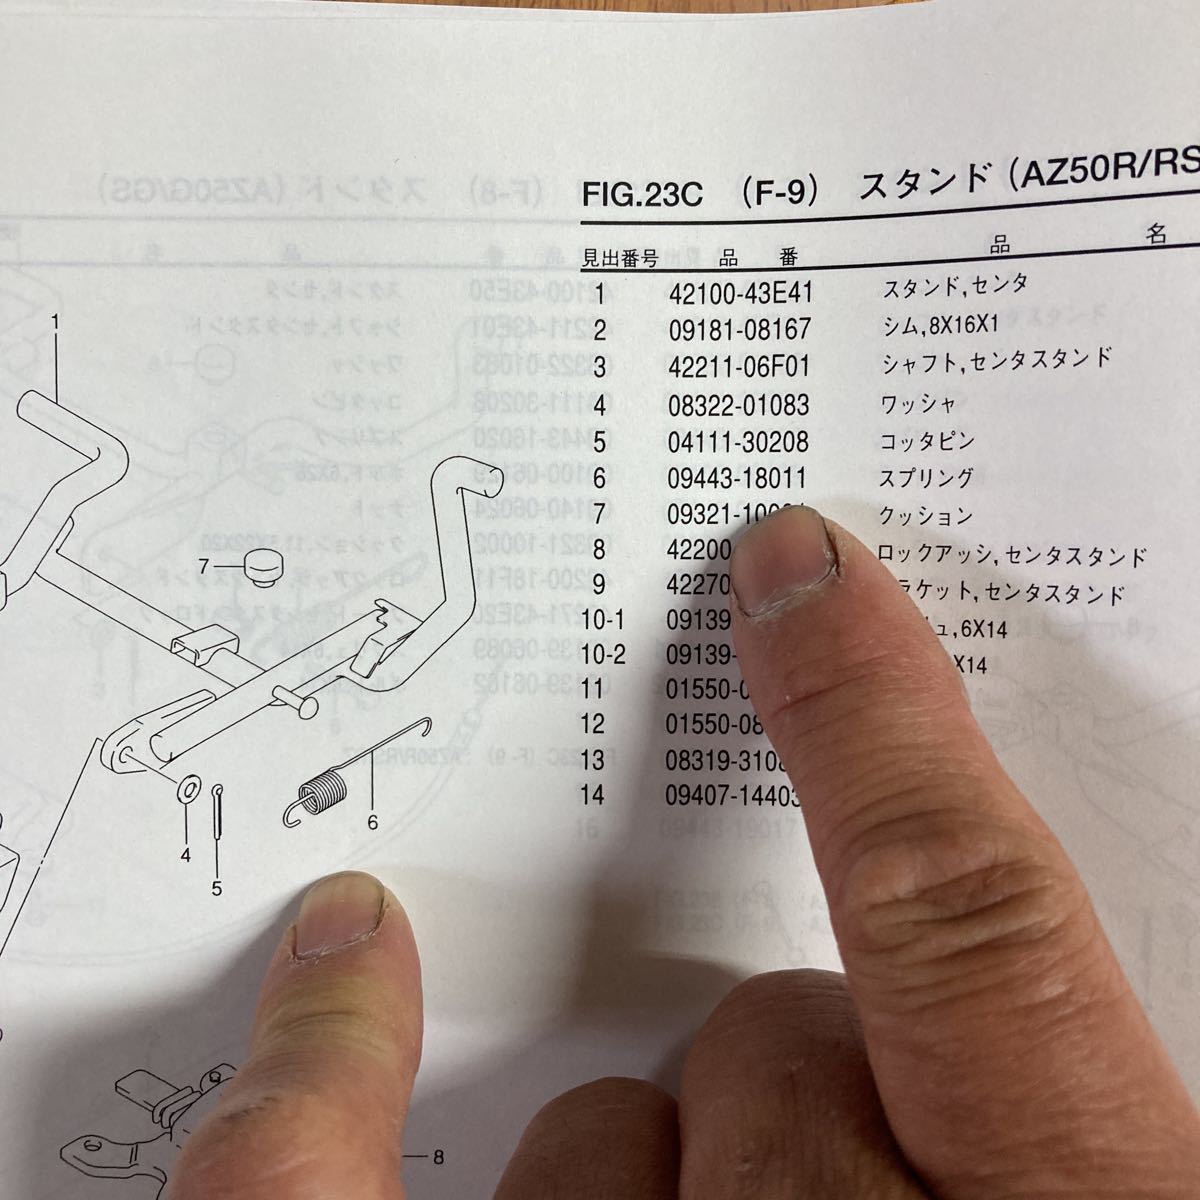 FIG.23C (F-9) スタンド(AZ50R/RS
見出番号 品 番 品 名
1 42100-43E41 スタンド,センタ
2 09181-08167 シム,8X16X1
3 42211-06F01 シャフト,センタスタンド
4 08322-01083 ワッシャ
5 04111-30208 コッタピン
6 09443-18011 スプリング
7 クッション
8 42200 ロックアッシ,センタスタンド
9 42270 ラケット,センタスタンド
10-1 09139 ュ,6X14
10-2 09139- X14
11 01550-0
12 01550-08
13 08319-3108
14 09407-14403
1
7
6
4
5
8